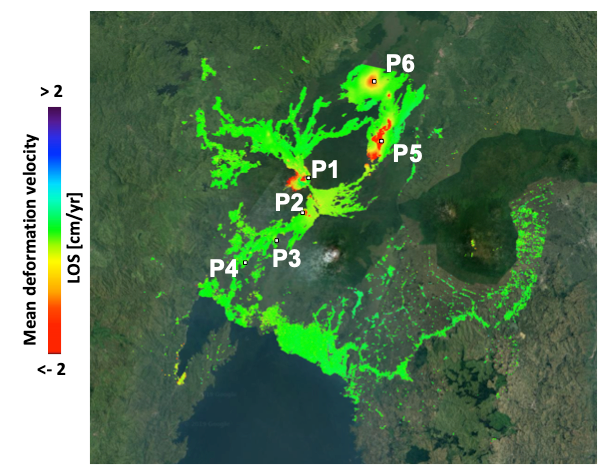 > 2
Mean deformation velocity
LOS [cm/yr]
<- 2
P6
P5
P1
P2
P3
P4